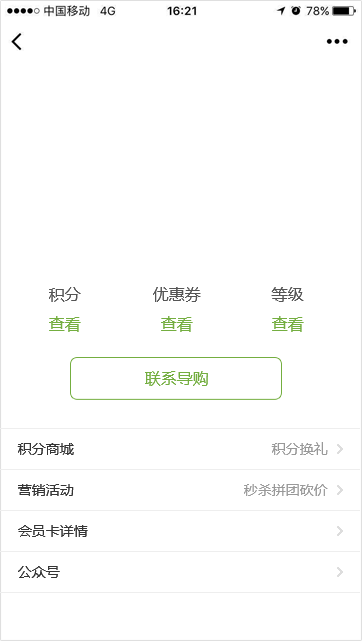 中国移动 4G 16:21 78%
积分 优惠券 等级
查看 查看 查看
联系导购
积分商城 积分换礼
营销活动 秒杀拼团砍价
会员卡详情
公众号